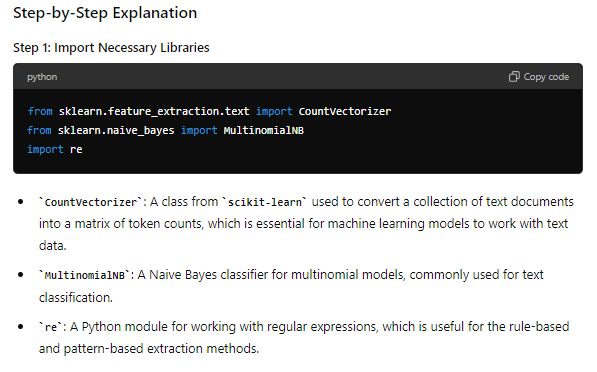 Step-by-Step Explanation
Step 1: Import Necessary Libraries
python
Copy code
from sklearn.feature_extraction.text import CountVectorizer
from sklearn.naive_bayes import MultinomialNB
import re
• `CountVectorizer`: A class from `scikit-learn` used to convert a collection of text documents
into a matrix of token counts, which is essential for machine learning models to work with text
data.
• `MultinomialNB`: A Naive Bayes classifier for multinomial models, commonly used for text
classification.
• `re`: A Python module for working with regular expressions, which is useful for the rule-based
and pattern-based extraction methods.